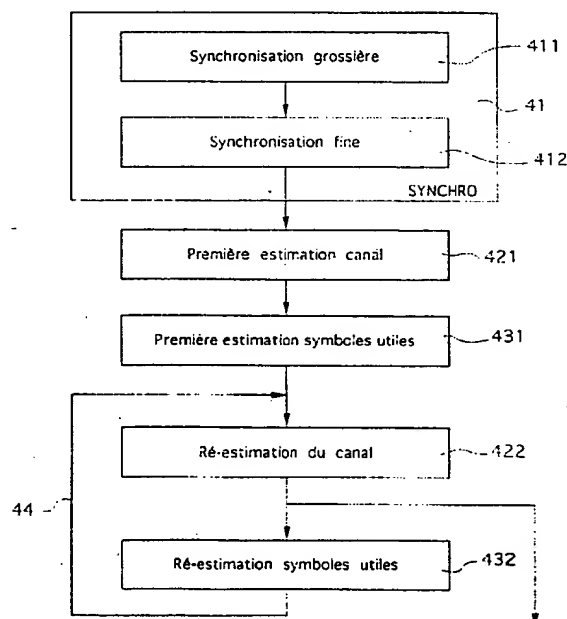 Synchronisation grossière
411
41
Synchronisation fine
412
SYNCHRO
Première estimation canal
421
Première estimation symboles utiles
431
Ré-estimation du canal
422
44
Ré-estimation symboles utiles
432